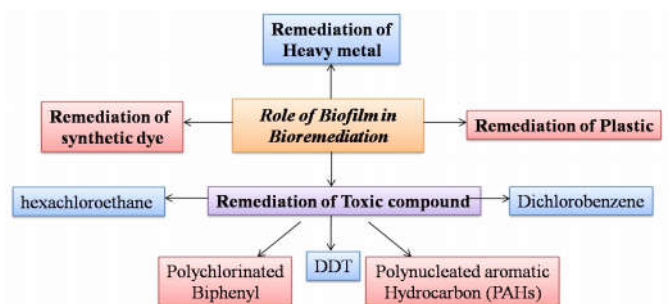 Remediation of
Heavy metal
Remediation of
synthetic dye
Role of Biofilm in
Bioremediation
Remediation of Plastic
hexachloroethane
Remediation of Toxic compound
Dichlorobenzene
Polychlorinated
Biphenyl
DDT
Polynucleated aromatic
Hydrocarbon (PAHs)